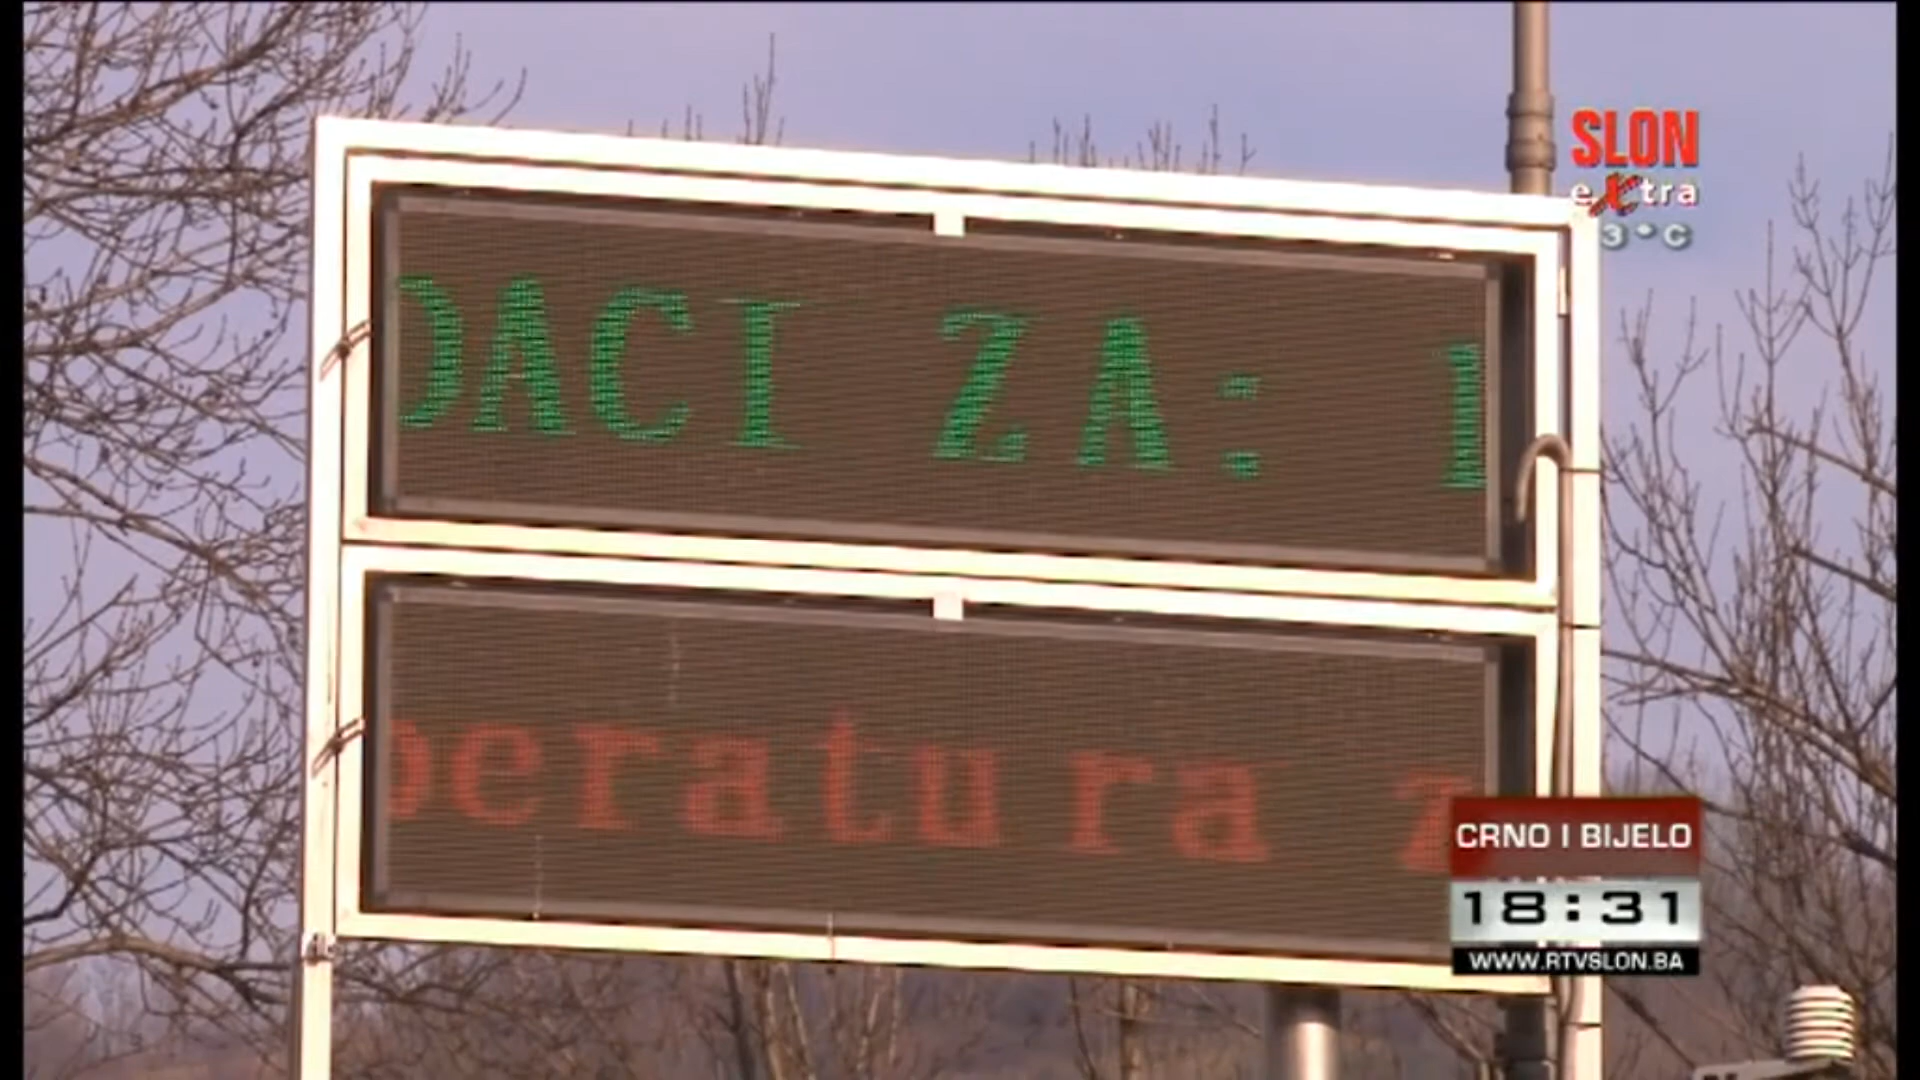 SLON
extra
3°C
DACI ZA: 1
peratura z
CRNO I BIJELO
18:31
WWW.RTVSLON.BA